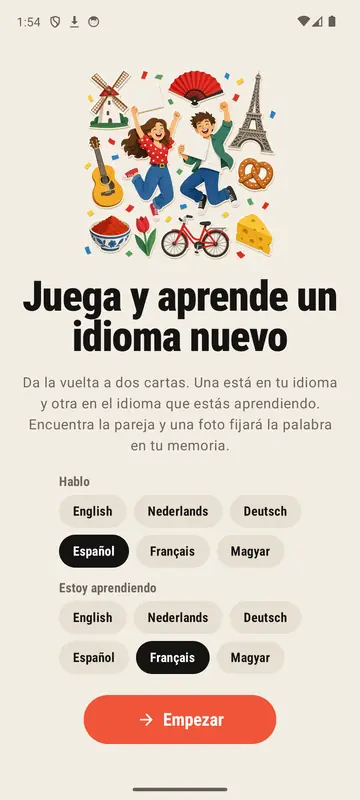 1:54
Juega y aprende un
idioma nuevo
Da la vuelta a dos cartas. Una está en tu idioma
y otra en el idioma que estás aprendiendo.
Encuentra la pareja y una foto fijará la palabra
en tu memoria.
Hablo
English Nederlands Deutsch
Español Français Magyar
Estoy aprendiendo
English Nederlands Deutsch
Español Français Magyar
Empezar